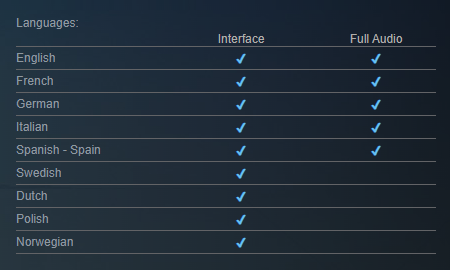 Languages:
Interface Full Audio
English ✔ ✔
French ✔ ✔
German ✔ ✔
Italian ✔ ✔
Spanish - Spain ✔ ✔
Swedish ✔
Dutch ✔
Polish ✔
Norwegian ✔